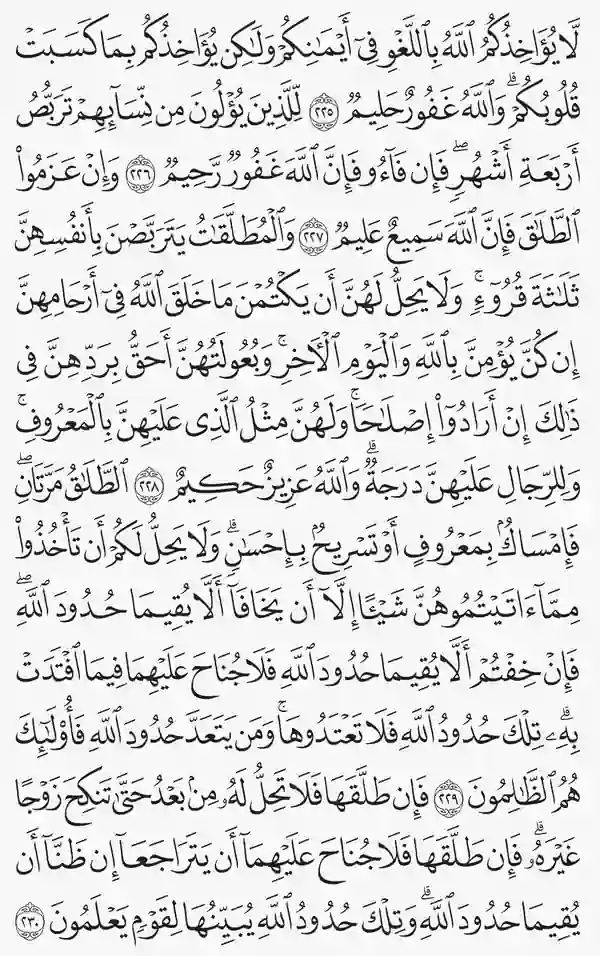 لَّا يُؤَاخِذُكُمُ ٱللَّهُ بِٱللَّغْوِ فِىٓ أَيْمَٰنِكُمْ وَلَٰكِن يُؤَاخِذُكُم بِمَا كَسَبَتْ
قُلُوبُكُمْ ۗ وَٱللَّهُ غَفُورٌ حَلِيمٌ ٢٢٥ لِّلَّذِينَ يُؤْلُونَ مِن نِّسَآئِهِمْ تَرَبُّصُ
أَرْبَعَةِ أَشْهُرٍ ۖ فَإِن فَآءُو فَإِنَّ ٱللَّهَ غَفُورٌ رَّحِيمٌ ٢٢٦ وَإِنْ عَزَمُوا۟
ٱلطَّلَٰقَ فَإِنَّ ٱللَّهَ سَمِيعٌ عَلِيمٌ ٢٢٧ وَٱلْمُطَلَّقَٰتُ يَتَرَبَّصْنَ بِأَنفُسِهِنَّ
ثَلَٰثَةَ قُرُوٓءٍ ۚ وَلَا يَحِلُّ لَهُنَّ أَن يَكْتُمْنَ مَا خَلَقَ ٱللَّهُ فِىٓ أَرْحَامِهِنَّ
إِن كُنَّ يُؤْمِنَّ بِٱللَّهِ وَٱلْيَوْمِ ٱلْءَاخِرِ ۚ وَبُعُولَتُهُنَّ أَحَقُّ بِرَدِّهِنَّ فِى
ذَٰلِكَ إِنْ أَرَادُوٓا۟ إِصْلَٰحًا ۚ وَلَهُنَّ مِثْلُ ٱلَّذِى عَلَيْهِنَّ بِٱلْمَعْرُوفِ ۚ
وَلِلرِّجَالِ عَلَيْهِنَّ دَرَجَةٌ ۗ وَٱللَّهُ عَزِيزٌ حَكِيمٌ ٢٢٨ ٱلطَّلَٰقُ مَرَّتَانِ ۖ
فَإِمْسَاكٌۢ بِمَعْرُوفٍ أَوْ تَسْرِيحٌۢ بِإِحْسَٰنٍ ۗ وَلَا يَحِلُّ لَكُمْ أَن تَأْخُذُوا۟
مِمَّآ ءَاتَيْتُمُوهُنَّ شَيْـًٔا إِلَّآ أَن يَخَافَآ أَلَّا يُقِيمَا حُدُودَ ٱللَّهِ ۖ
فَإِنْ خِفْتُمْ أَلَّا يُقِيمَا حُدُودَ ٱللَّهِ فَلَا جُنَاحَ عَلَيْهِمَا فِيمَا ٱفْتَدَتْ
بِهِۦ ۗ تِلْكَ حُدُودُ ٱللَّهِ فَلَا تَعْتَدُوهَا ۚ وَمَن يَتَعَدَّ حُدُودَ ٱللَّهِ فَأُو۟لَٰٓئِكَ
هُمُ ٱلظَّٰلِمُونَ ٢٢٩ فَإِن طَلَّقَهَا فَلَا تَحِلُّ لَهُۥ مِنۢ بَعْدُ حَتَّىٰ تَنكِحَ زَوْجًا
غَيْرَهُۥ ۗ فَإِن طَلَّقَهَا فَلَا جُنَاحَ عَلَيْهِمَآ أَن يَتَرَاجَعَآ إِن ظَنَّآ أَن
يُقِيمَا حُدُودَ ٱللَّهِ ۗ وَتِلْكَ حُدُودُ ٱللَّهِ يُبَيِّنُهَا لِقَوْمٍ يَعْلَمُونَ ٢٣٠